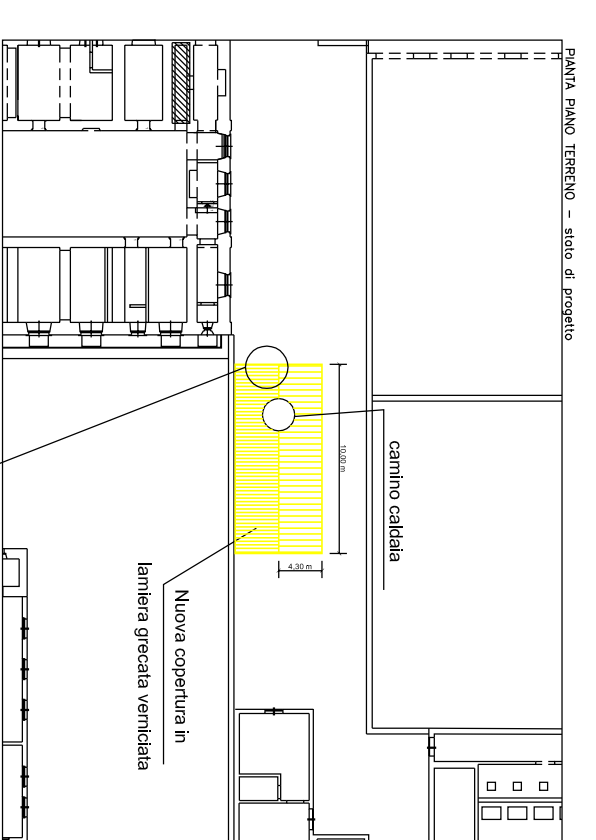 PIANTA PIANO TERRENO – stato di progetto
camino caldaia
10,00 m
4,30 m
Nuova copertura in
lamiera grecata verniciata